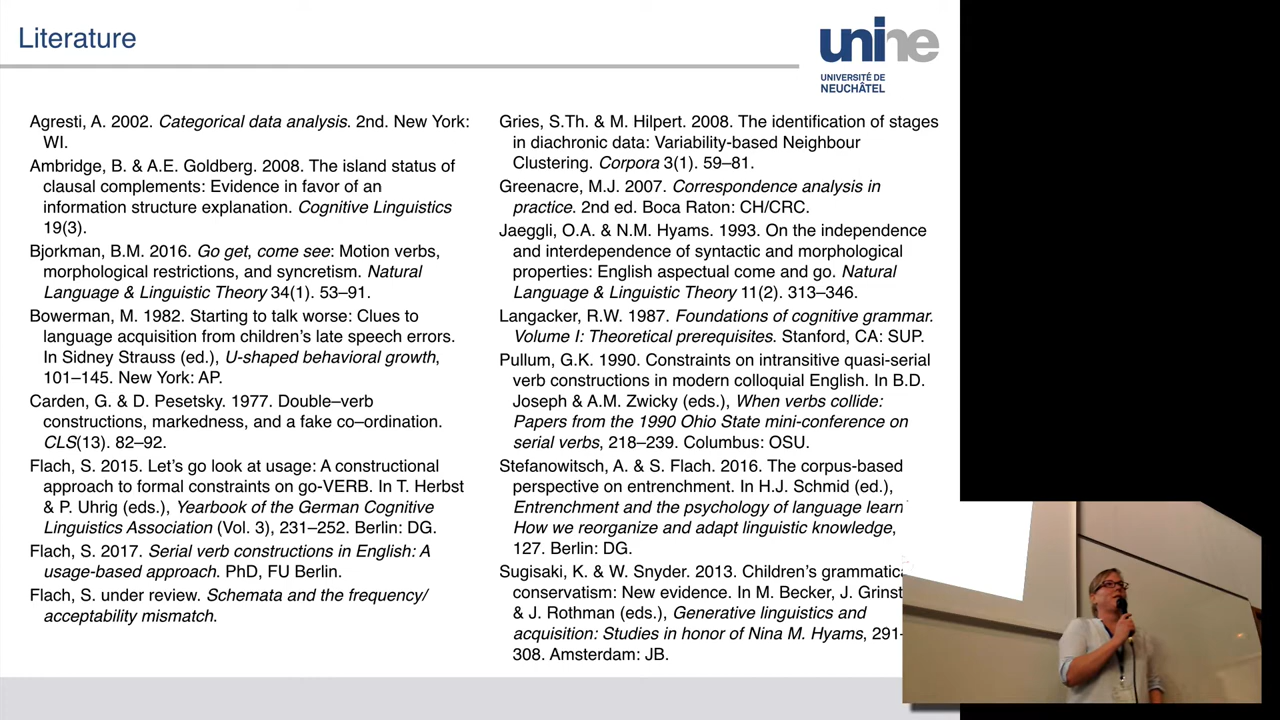 Literature
unine
UNIVERSITÉ DE
NEUCHÂTEL
Agresti, A. 2002. Categorical data analysis. 2nd. New York:
WI.
Ambridge, B. & A.E. Goldberg. 2008. The island status of
clausal complements: Evidence in favor of an
information structure explanation. Cognitive Linguistics
19(3).
Bjorkman, B.M. 2016. Go get, come see: Motion verbs,
morphological restrictions, and syncretism. Natural
Language & Linguistic Theory 34(1). 53–91.
Bowerman, M. 1982. Starting to talk worse: Clues to
language acquisition from children's late speech errors.
In Sidney Strauss (ed.), U-shaped behavioral growth,
101–145. New York: AP.
Carden, G. & D. Pesetsky. 1977. Double–verb
constructions, markedness, and a fake co–ordination.
CLS(13). 82–92.
Flach, S. 2015. Let's go look at usage: A constructional
approach to formal constraints on go-VERB. In T. Herbst
& P. Uhrig (eds.), Yearbook of the German Cognitive
Linguistics Association (Vol. 3), 231–252. Berlin: DG.
Flach, S. 2017. Serial verb constructions in English: A
usage-based approach. PhD, FU Berlin.
Flach, S. under review. Schemata and the frequency/
acceptability mismatch.
Gries, S.Th. & M. Hilpert. 2008. The identification of stages
in diachronic data: Variability-based Neighbour
Clustering. Corpora 3(1). 59–81.
Greenacre, M.J. 2007. Correspondence analysis in
practice. 2nd ed. Boca Raton: CH/CRC.
Jaeggli, O.A. & N.M. Hyams. 1993. On the independence
and interdependence of syntactic and morphological
properties: English aspectual come and go. Natural
Language & Linguistic Theory 11(2). 313–346.
Langacker, R.W. 1987. Foundations of cognitive grammar.
Volume I: Theoretical prerequisites. Stanford, CA: SUP.
Pullum, G.K. 1990. Constraints on intransitive quasi-serial
verb constructions in modern colloquial English. In B.D.
Joseph & A.M. Zwicky (eds.), When verbs collide:
Papers from the 1990 Ohio State mini-conference on
serial verbs, 218–239. Columbus: OSU.
Stefanowitsch, A. & S. Flach. 2016. The corpus-based
perspective on entrenchment. In H.J. Schmid (ed.),
Entrenchment and the psychology of language learn
How we reorganize and adapt linguistic knowledge,
127. Berlin: DG.
Sugisaki, K. & W. Snyder. 2013. Children's grammatic
conservatism: New evidence. In M. Becker, J. Grinst
& J. Rothman (eds.), Generative linguistics and
acquisition: Studies in honor of Nina M. Hyams, 291-
308. Amsterdam: JB.